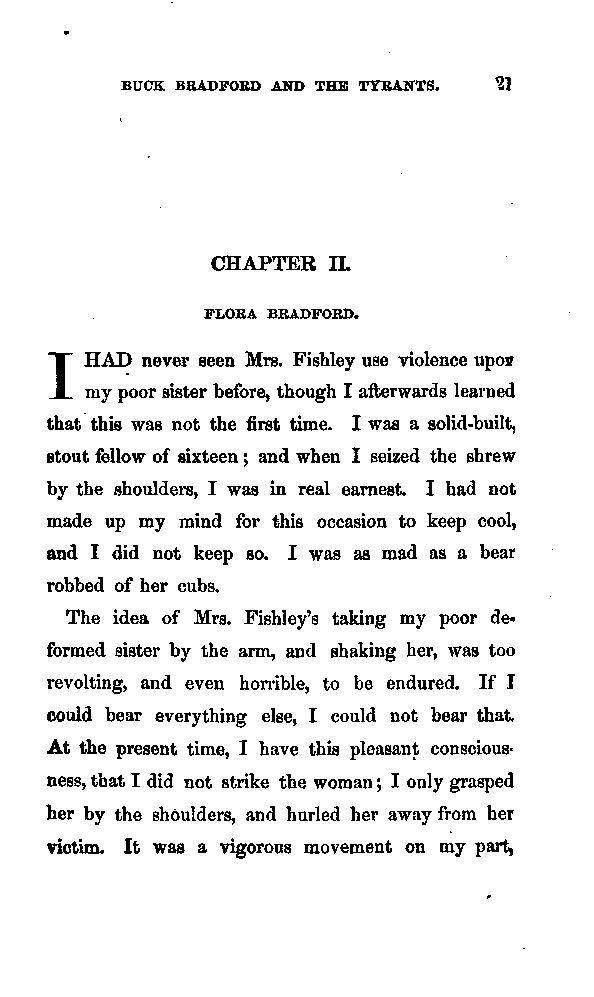 BUCK BRADFORD AND THE TYRANTS. 21
CHAPTER II.
FLORA BRADFORD.
I HAD never seen Mrs. Fishley use violence upon
my poor sister before, though I afterwards learned
that this was not the first time. I was a solid-built,
stout fellow of sixteen; and when I seized the shrew
by the shoulders, I was in real earnest. I had not
made up my mind for this occasion to keep cool,
and I did not keep so. I was as mad as a bear
robbed of her cubs.
The idea of Mrs. Fishley's taking my poor de-
formed sister by the arm, and shaking her, was too
revolting, and even horrible, to be endured. If I
could bear everything else, I could not bear that.
At the present time, I have this pleasant conscious-
ness, that I did not strike the woman; I only grasped
her by the shoulders, and hurled her away from her
victim. It was a vigorous movement on my part,